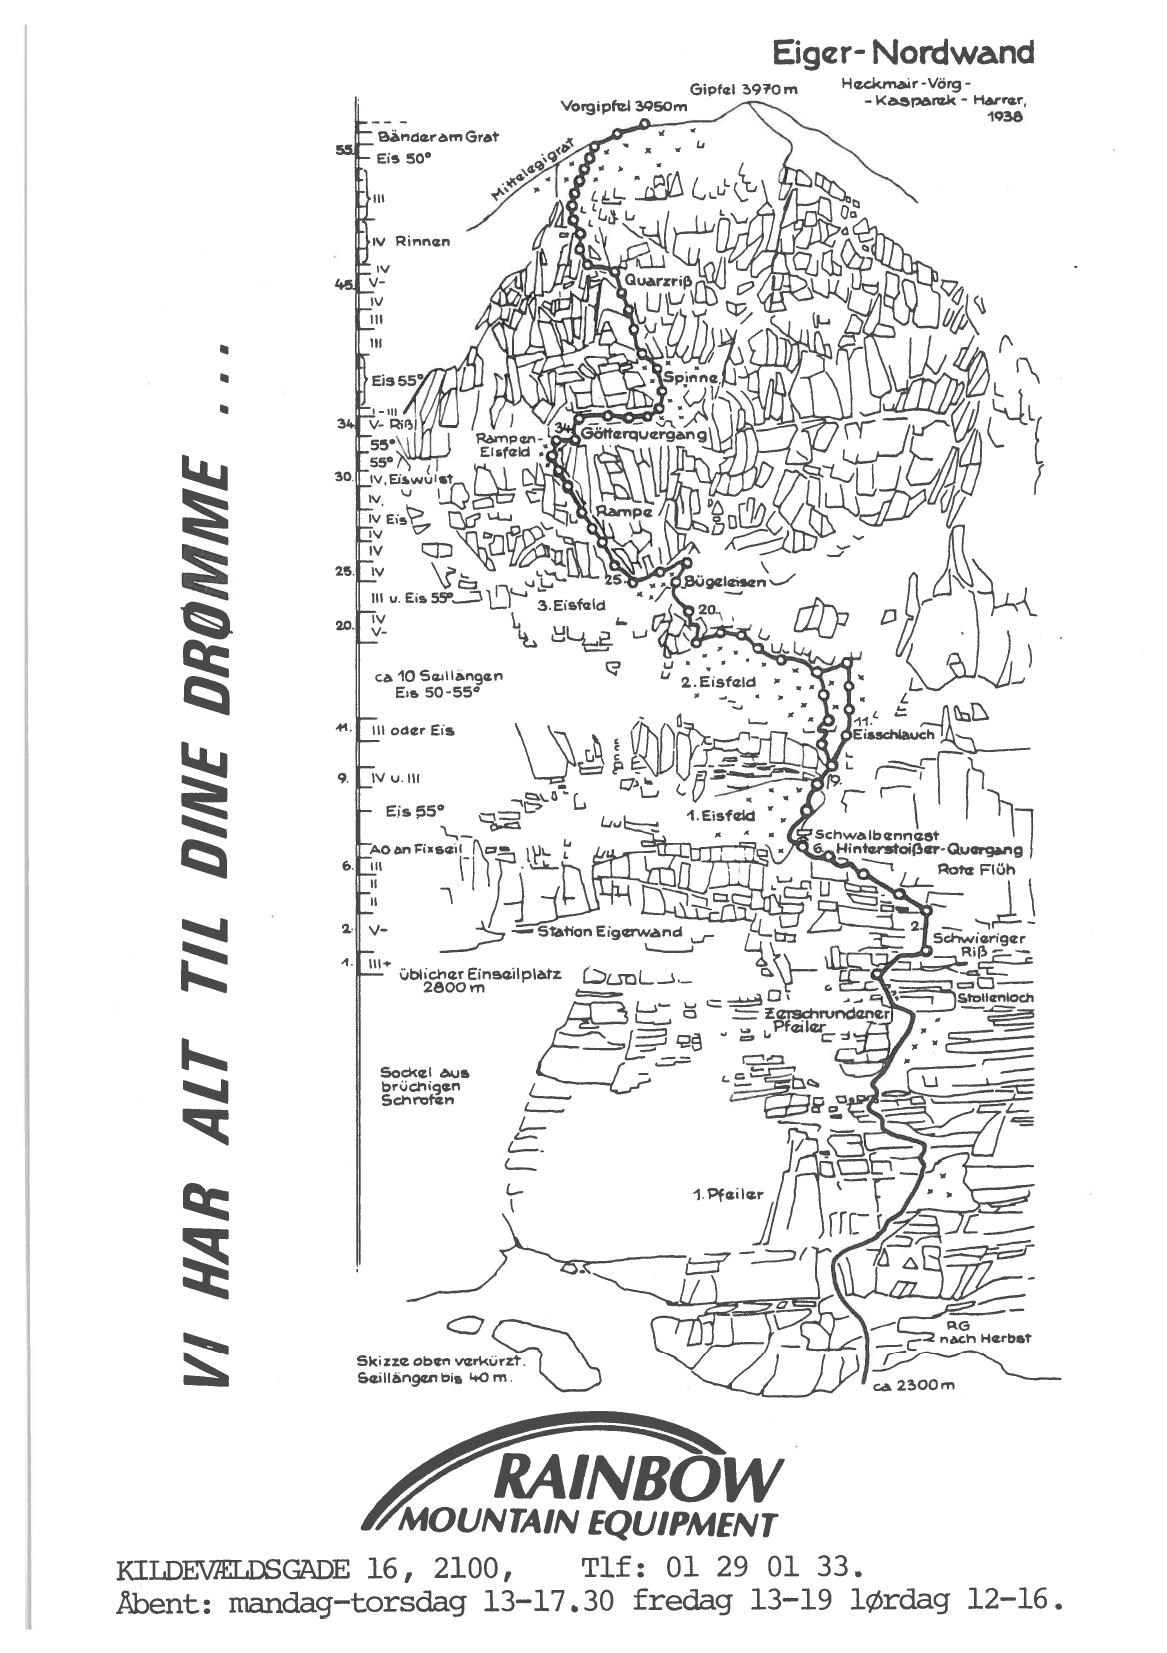 Eiger-Nordwand
Heckmair-Vörg-
-Kasparek-Harrer,
1938
Gipfel 3970m
Vorgipfel 3950m
Mittelegigrat
Bänder am Grat
55.
Eis 50°
III
IV Rinnen
IV
45.
V-
IV
III
III
Quarzriß
Eis 55°
Spinne
I-III
34.
V- Riß
34.
Götterquergang
Rampen-
Eisfeld
55°
55°
30.
IV, Eiswulst
IV
IV Eis
Rampe
IV
IV
25.
IV
25.
Bügeleisen
III u. Eis 55°
3. Eisfeld
20.
IV
20.
V-
ca 10 Seillängen
Eis 50-55°
2. Eisfeld
11.
III oder Eis
11.
Eisschlauch
9.
IV u. III
9.
Eis 55°
1. Eisfeld
Schwalbennest
A0 an Fixseil
6.
Hinterstoißer-Quergang
6.
III
Rote Flüh
II
II
2.
V-
Station Eigerwand
2.
Schwieriger
Riß
1.
III+
üblicher Einseilplatz
2800m
Stollenloch
Zerschrundener
Pfeiler
Sockel aus
brüchigen
Schrofen
1. Pfeiler
RG
nach Herbst
Skizze oben verkürzt.
Seillängen bis 40 m.
ca 2300m
VI HAR ALT TIL DINE DRØMME ...
RAINBOW
MOUNTAIN EQUIPMENT
KILDEVÆLDSGADE 16, 2100, Tlf: 01 29 01 33.
Åbent: mandag-torsdag 13-17.30 fredag 13-19 lørdag 12-16.